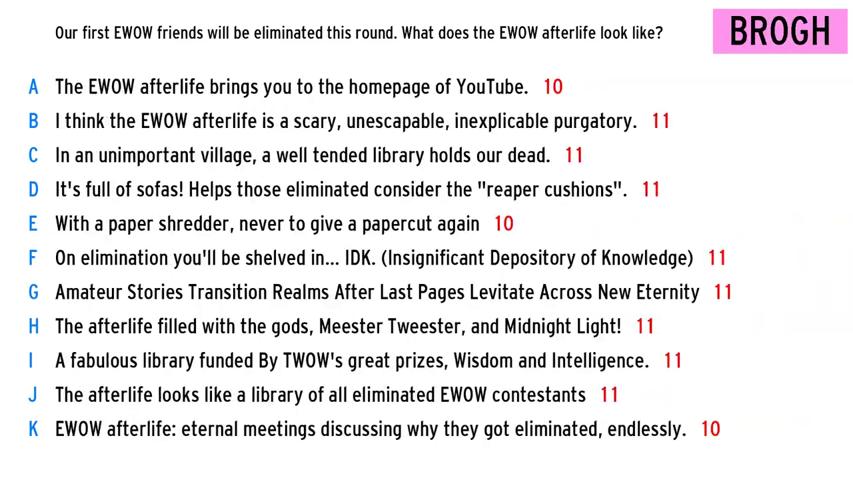 Our first EWOW friends will be eliminated this round. What does the EWOW afterlife look like?
BROGH
A The EWOW afterlife brings you to the homepage of YouTube. 10
B I think the EWOW afterlife is a scary, unescapable, inexplicable purgatory. 11
C In an unimportant village, a well tended library holds our dead. 11
D It's full of sofas! Helps those eliminated consider the "reaper cushions". 11
E With a paper shredder, never to give a papercut again 10
F On elimination you'll be shelved in... IDK. (Insignificant Depository of Knowledge) 11
G Amateur Stories Transition Realms After Last Pages Levitate Across New Eternity 11
H The afterlife filled with the gods, Meester Tweester, and Midnight Light! 11
I A fabulous library funded By TWOW's great prizes, Wisdom and Intelligence. 11
J The afterlife looks like a library of all eliminated EWOW contestants 11
K EWOW afterlife: eternal meetings discussing why they got eliminated, endlessly. 10